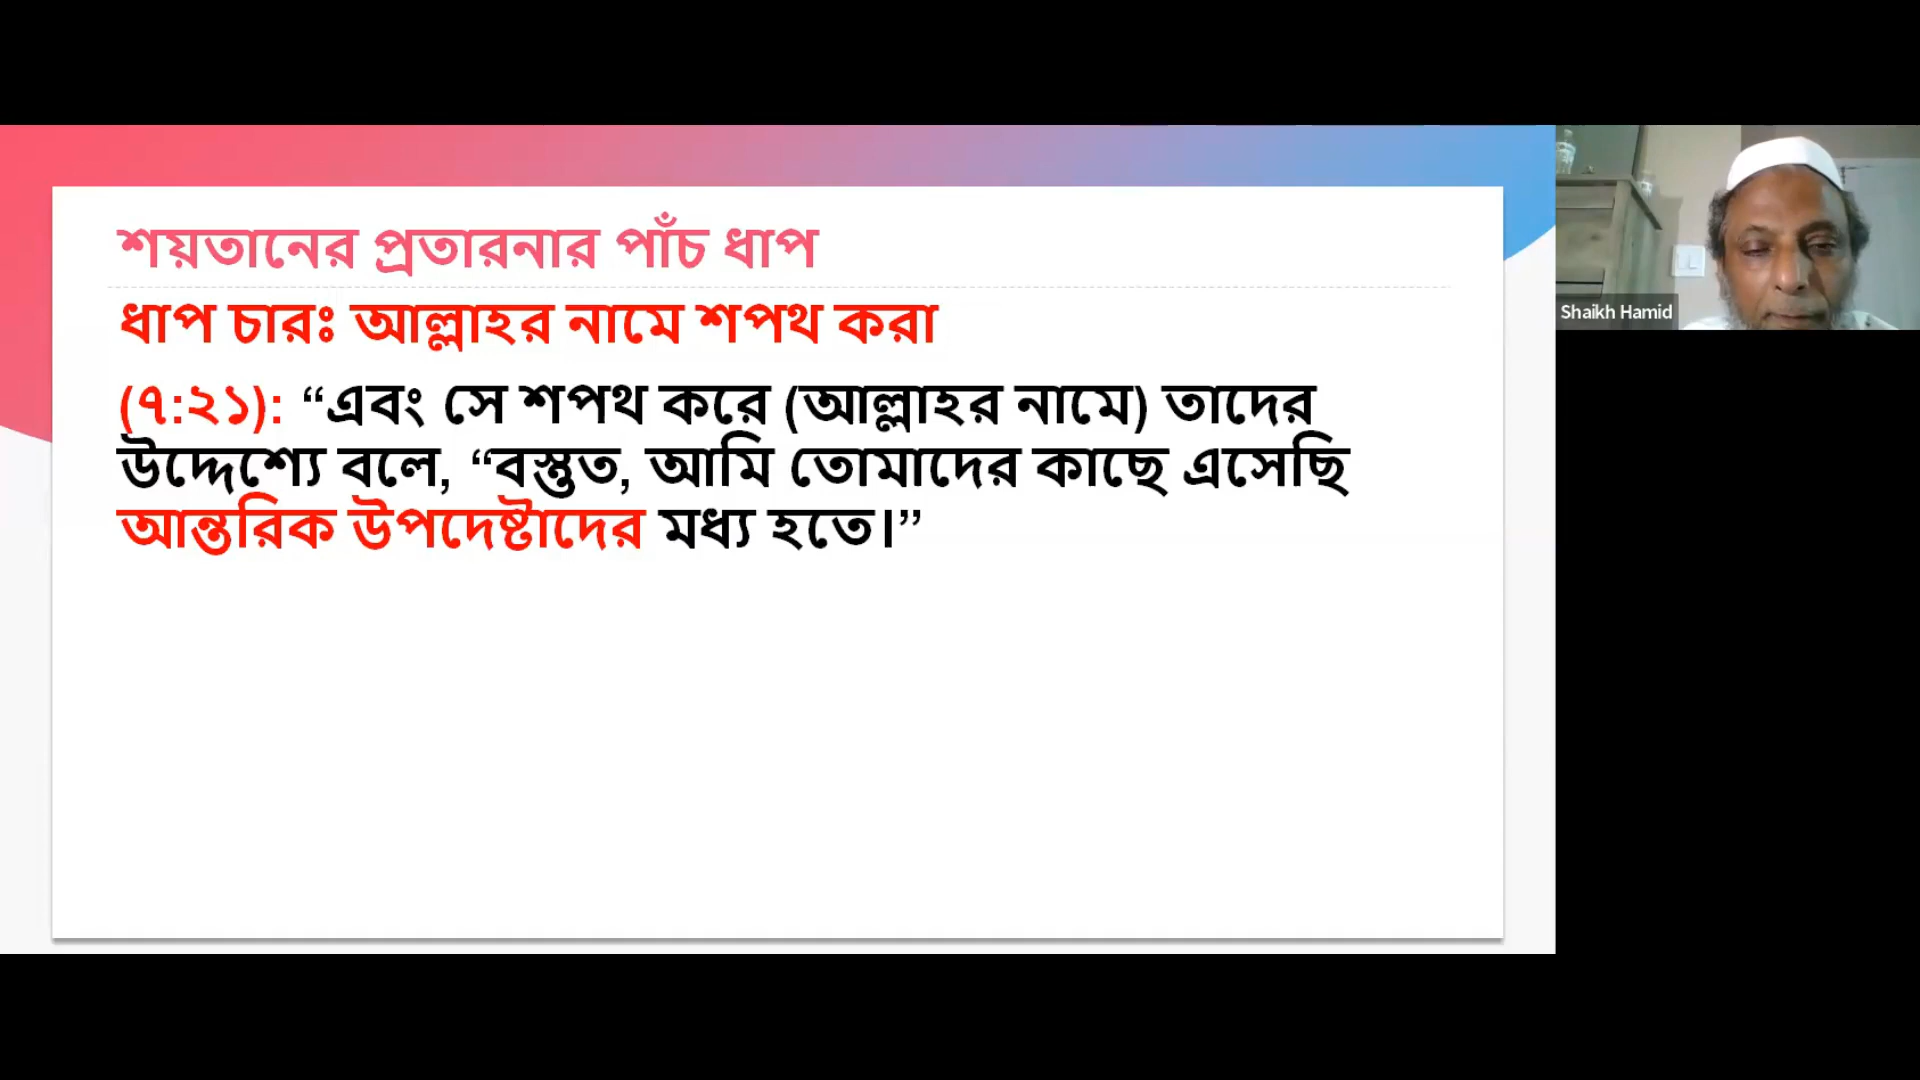 শয়তানের প্রতারনার পাঁচ ধাপ
ধাপ চারঃ আল্লাহর নামে শপথ করা
(৭:২১): “এবং সে শপথ করে (আল্লাহর নামে) তাদের
উদ্দেশ্যে বলে, “বস্তুত, আমি তোমাদের কাছে এসেছি
আন্তরিক উপদেষ্টাদের মধ্য হতে।”
Shaikh Hamid